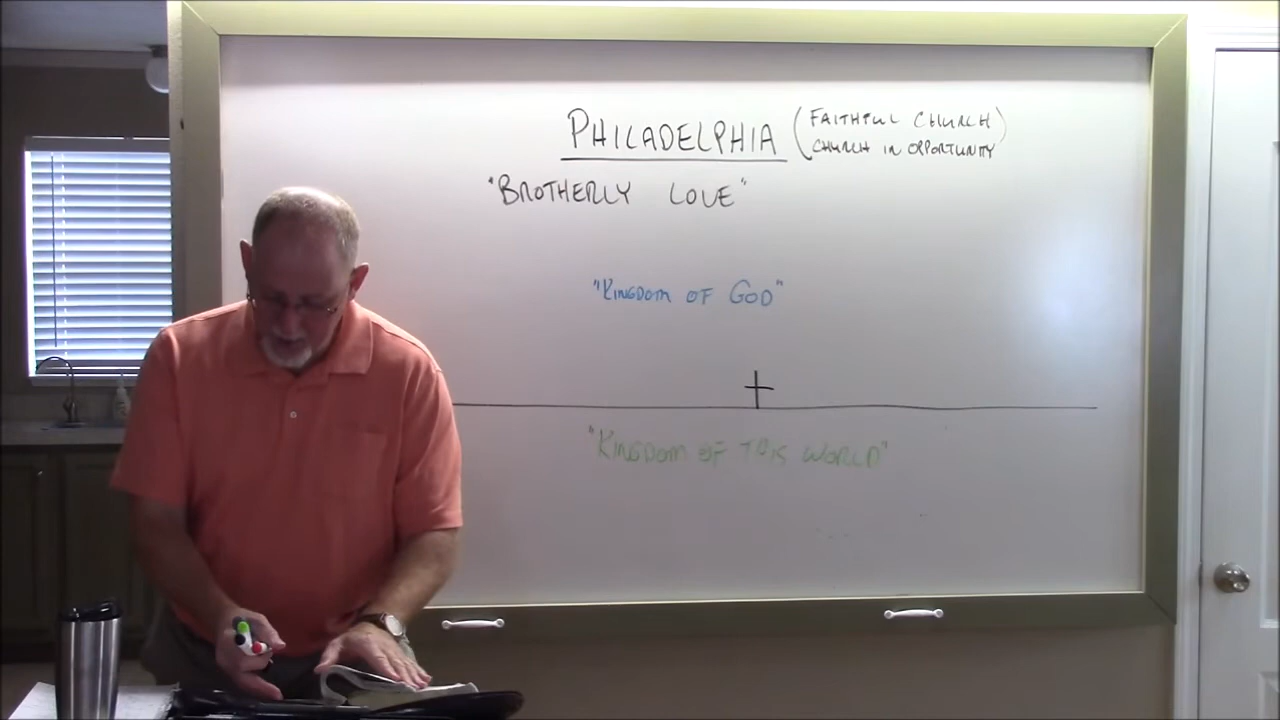 PHILADELPHIA (FAITHFUL CHURCH)
CHURCH IN OPPORTUNITY
"BROTHERLY LOVE"
"KINGDOM OF GOD"
"KINGDOM OF THIS WORLD"